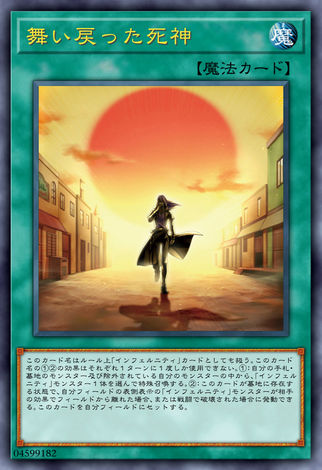 舞い戻った死神
魔
【魔法カード】
このカード名はルール上「インフェルニティ」カードとしても扱う。このカード
名の①②の効果はそれぞれ1ターンに1度しか使用できない。①:自分の手札・
墓地のモンスター及び除外されている自分のモンスターの中から、「インフェル
ニティ」モンスター1体を選んで特殊召喚する。②:このカードが墓地に存在す
る状態で、自分フィールドの表側表示の「インフェルニティ」モンスターが相手
の効果でフィールドから離れた場合、または戦闘で破壊された場合に発動でき
る。このカードを自分フィールドにセットする。
04599182